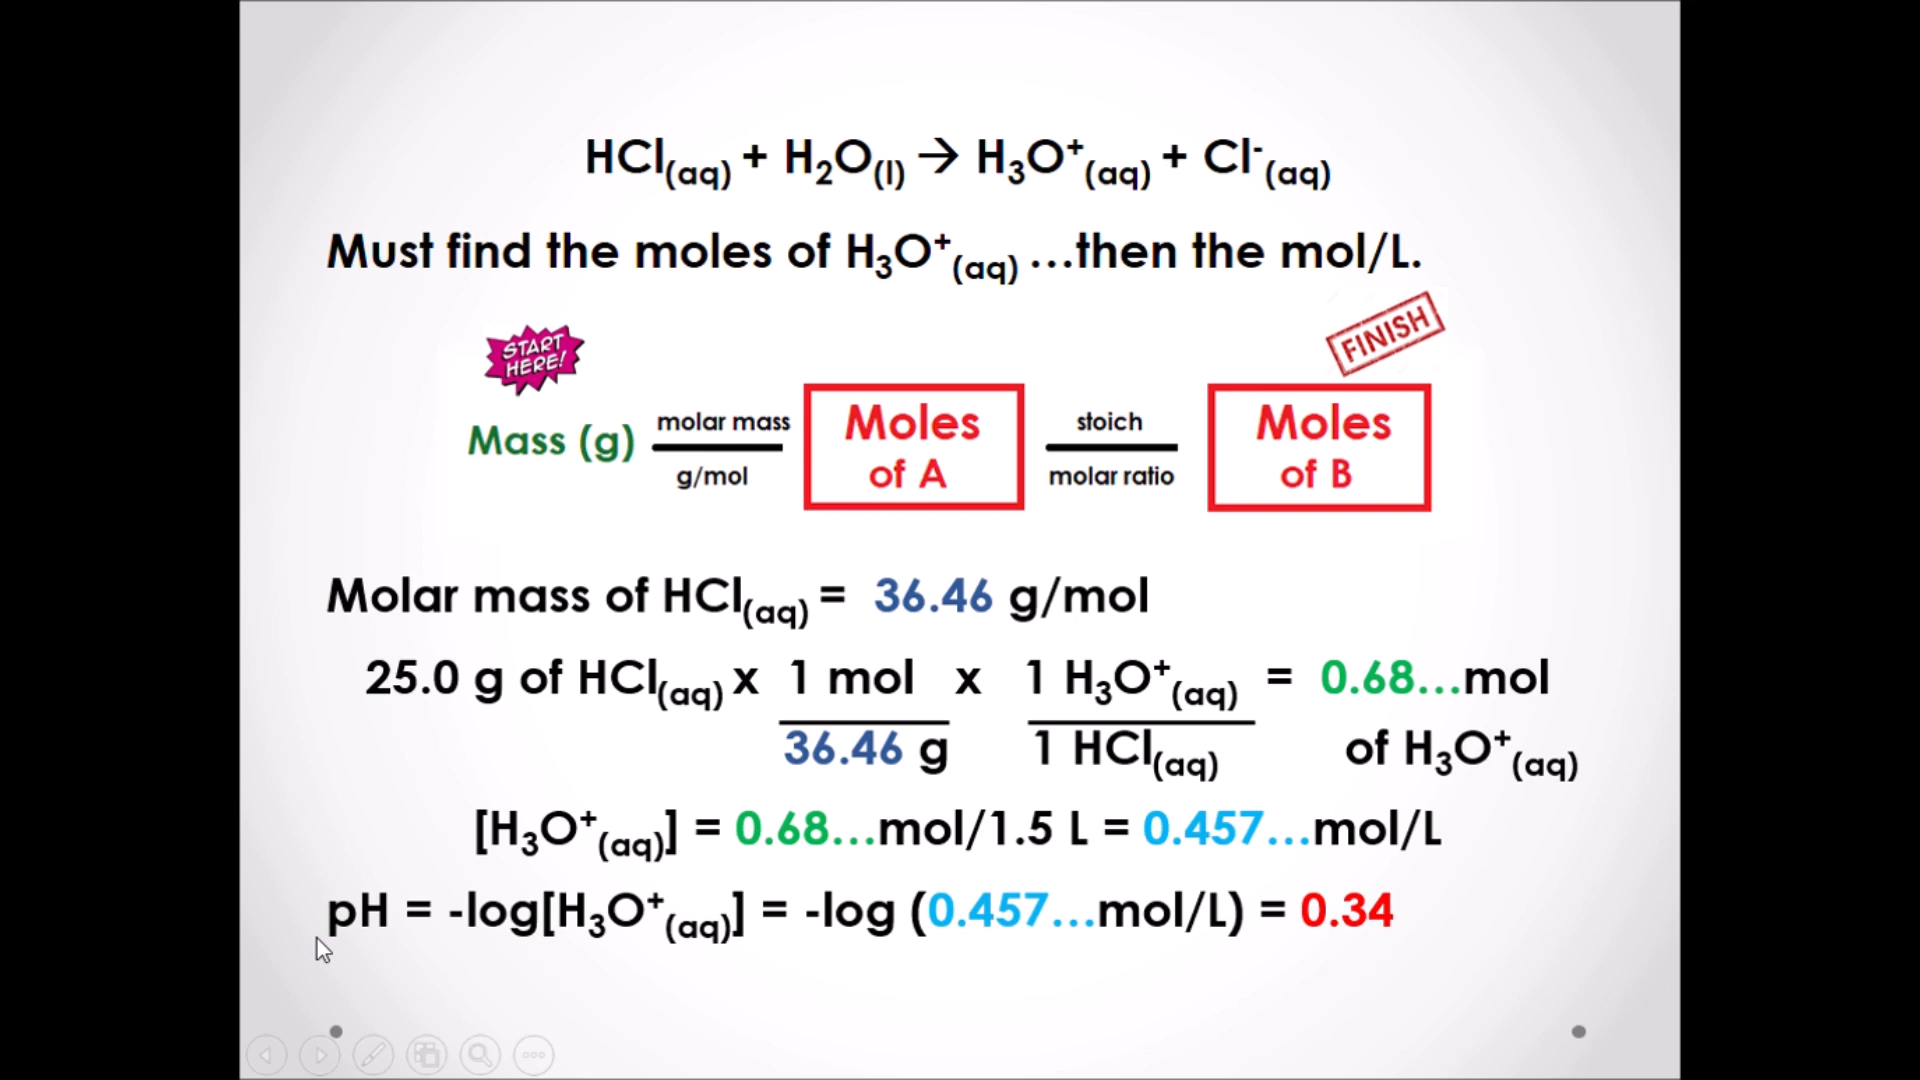 HCl(aq) + H2O(l) → H3O+(aq) + Cl-(aq)
Must find the moles of H3O+(aq) ...then the mol/L.
START HERE!
FINISH
Mass (g) molar mass g/mol Moles of A stoich molar ratio Moles of B
Molar mass of HCl(aq) = 36.46 g/mol
25.0 g of HCl(aq) x 1 mol x 1 H3O+(aq) = 0.68...mol
36.46 g 1 HCl(aq) of H3O+(aq)
[H3O+(aq)] = 0.68...mol/1.5 L = 0.457...mol/L
pH = -log[H3O+(aq)] = -log (0.457...mol/L) = 0.34